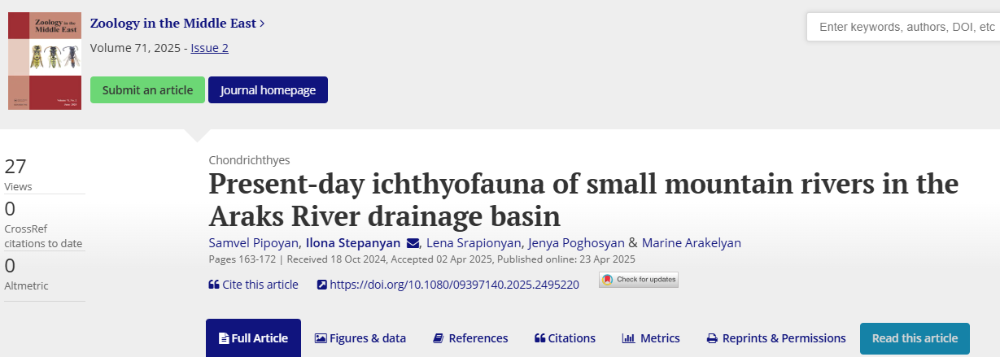 Zoology in the
Middle East
Zoology in the Middle East
Volume 71, 2025 - Issue 2
Enter keywords, authors, DOI, etc
Submit an article
Journal homepage
27
Views
0
CrossRef
citations to date
0
Altmetric
Chondrichthyes
Present-day ichthyofauna of small mountain rivers in the
Araks River drainage basin
Samvel Pipoyan, Ilona Stepanyan, Lena Srapionyan, Jenya Poghosyan & Marine Arakelyan
Pages 163-172 | Received 18 Oct 2024, Accepted 02 Apr 2025, Published online: 23 Apr 2025
Cite this article
https://doi.org/10.1080/09397140.2025.2495220
Check for updates
Full Article
Figures & data
References
Citations
Metrics
Reprints & Permissions
Read this article